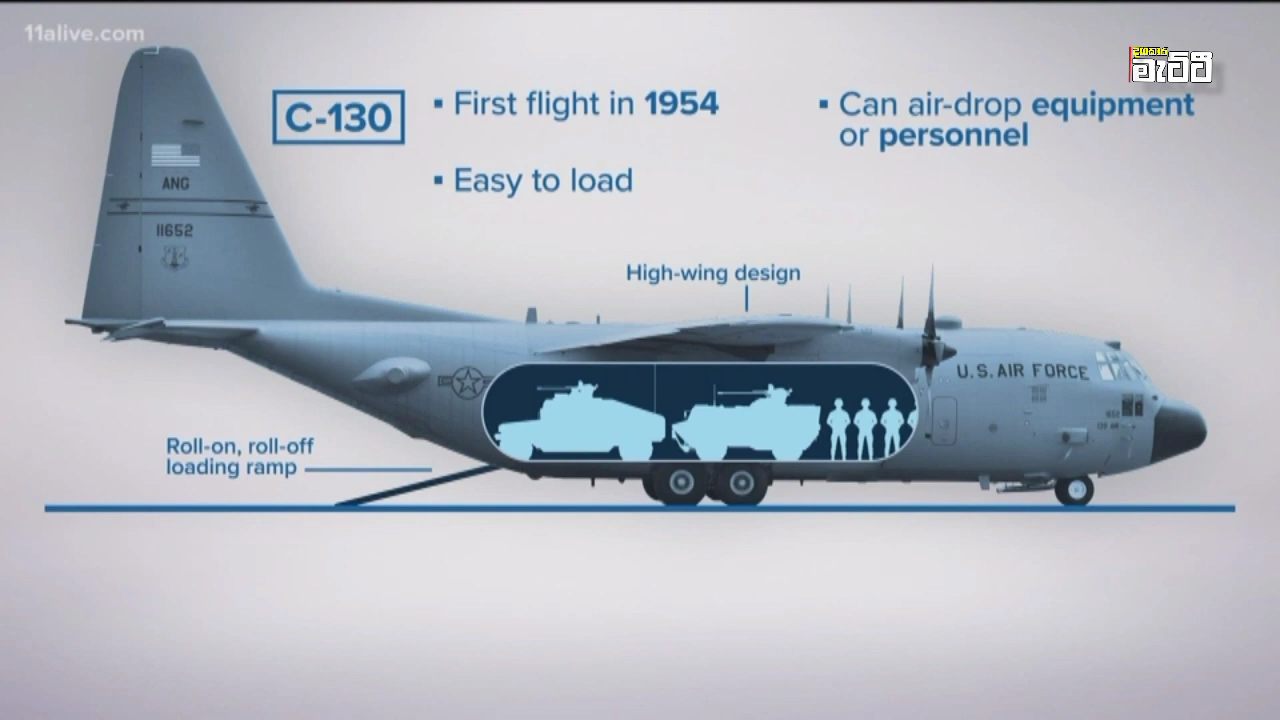 11alive.com
දශකයේ
මැට්ටී
C-130
▪ First flight in 1954
▪ Easy to load
▪ Can air-drop equipment
or personnel
ANG
11652
High-wing design
U.S. AIR FORCE
Roll-on, roll-off
loading ramp